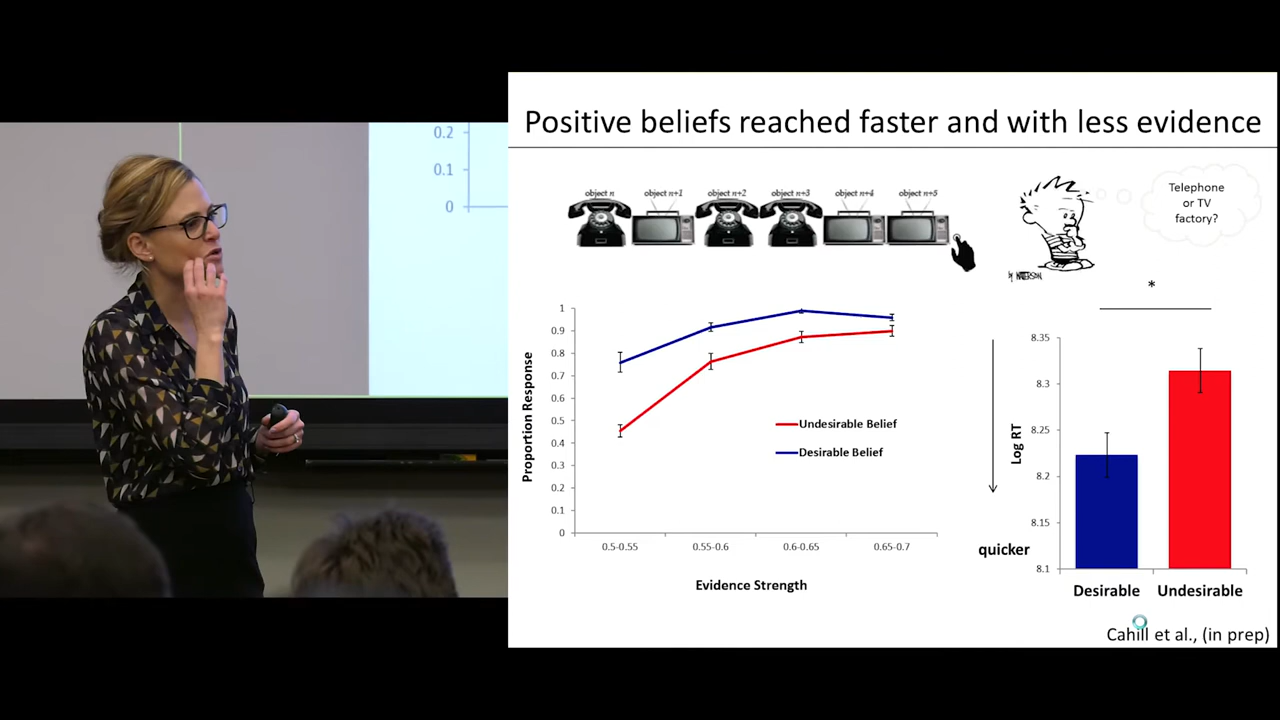 Positive beliefs reached faster and with less evidence
object n object n+1 object n+2 object n+3 object n+4 object n+5
Telephone
or TV
factory?
0.2
0.1
0
Proportion Response
1
0.9
0.8
0.7
0.6
0.5
0.4
0.3
0.2
0.1
0
Undesirable Belief
Desirable Belief
0.5-0.55 0.55-0.6 0.6-0.65 0.65-0.7
Evidence Strength
*
quicker
Log RT
8.35
8.3
8.25
8.2
8.15
8.1
Desirable Undesirable
Cahill et al., (in prep)